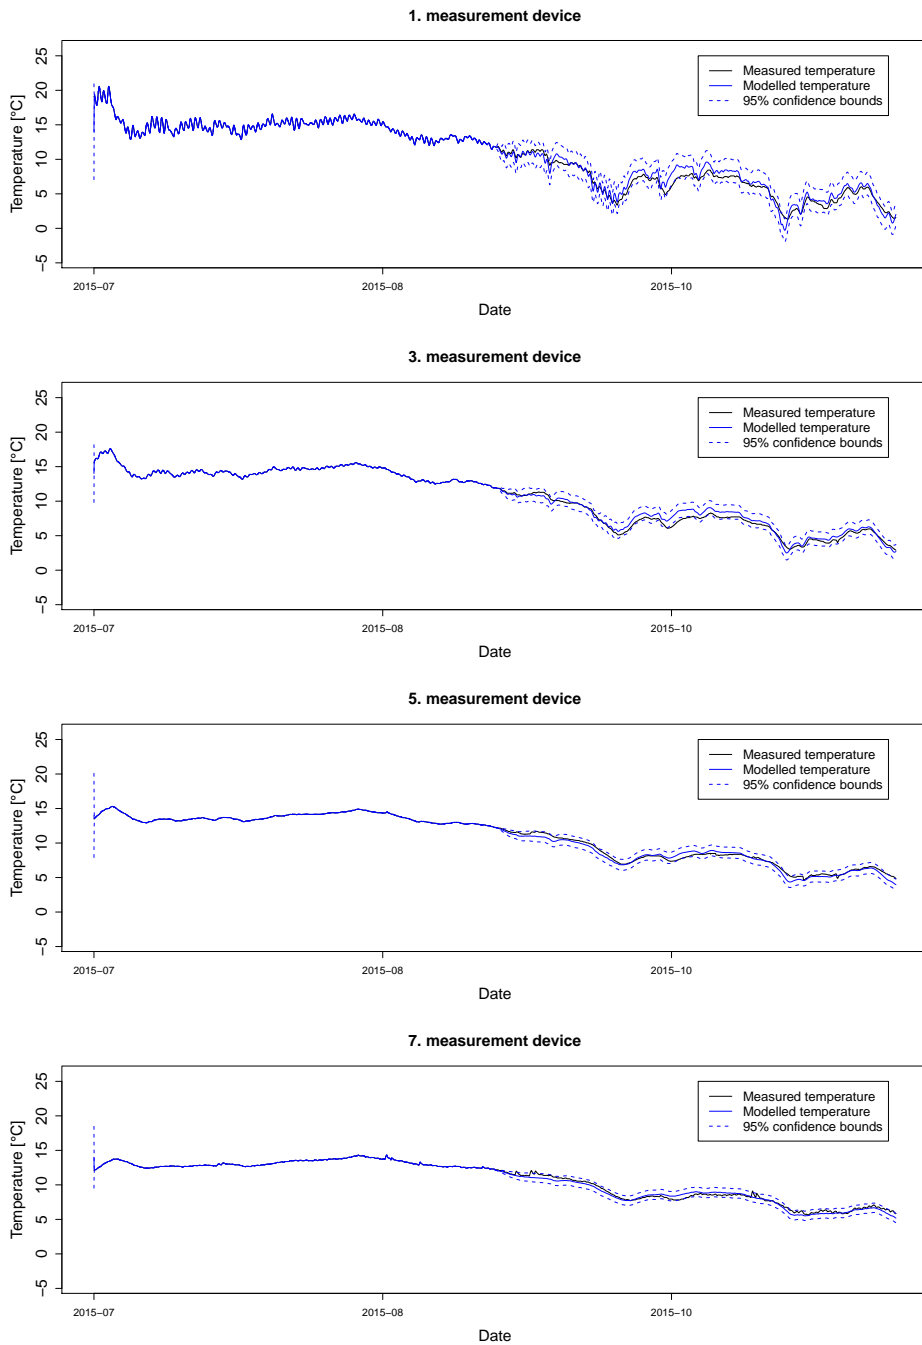 1. measurement device
Temperature [°C]
25
20
15
10
5
0
−5
Measured temperature
Modelled temperature
95% confidence bounds
2015−07
2015−08
2015−10
Date
3. measurement device
Temperature [°C]
25
20
15
10
5
0
−5
Measured temperature
Modelled temperature
95% confidence bounds
2015−07
2015−08
2015−10
Date
5. measurement device
Temperature [°C]
25
20
15
10
5
0
−5
Measured temperature
Modelled temperature
95% confidence bounds
2015−07
2015−08
2015−10
Date
7. measurement device
Temperature [°C]
25
20
15
10
5
0
−5
Measured temperature
Modelled temperature
95% confidence bounds
2015−07
2015−08
2015−10
Date